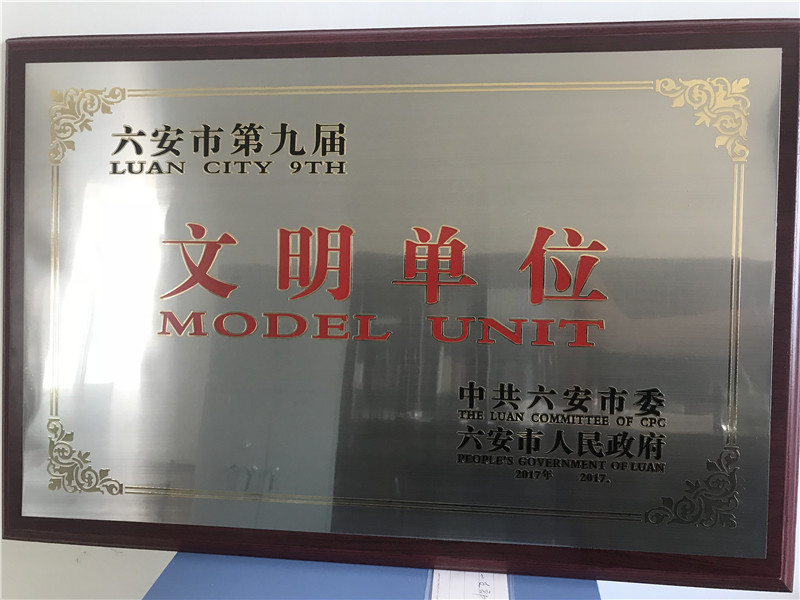 六安市第九届
LUAN CITY 9TH
文明单位
MODEL UNIT
中共六安市委
THE LUAN COMMITTEE OF CPC
六安市人民政府
PEOPLE'S GOVERNMENT OF LUAN
2017年 2017.